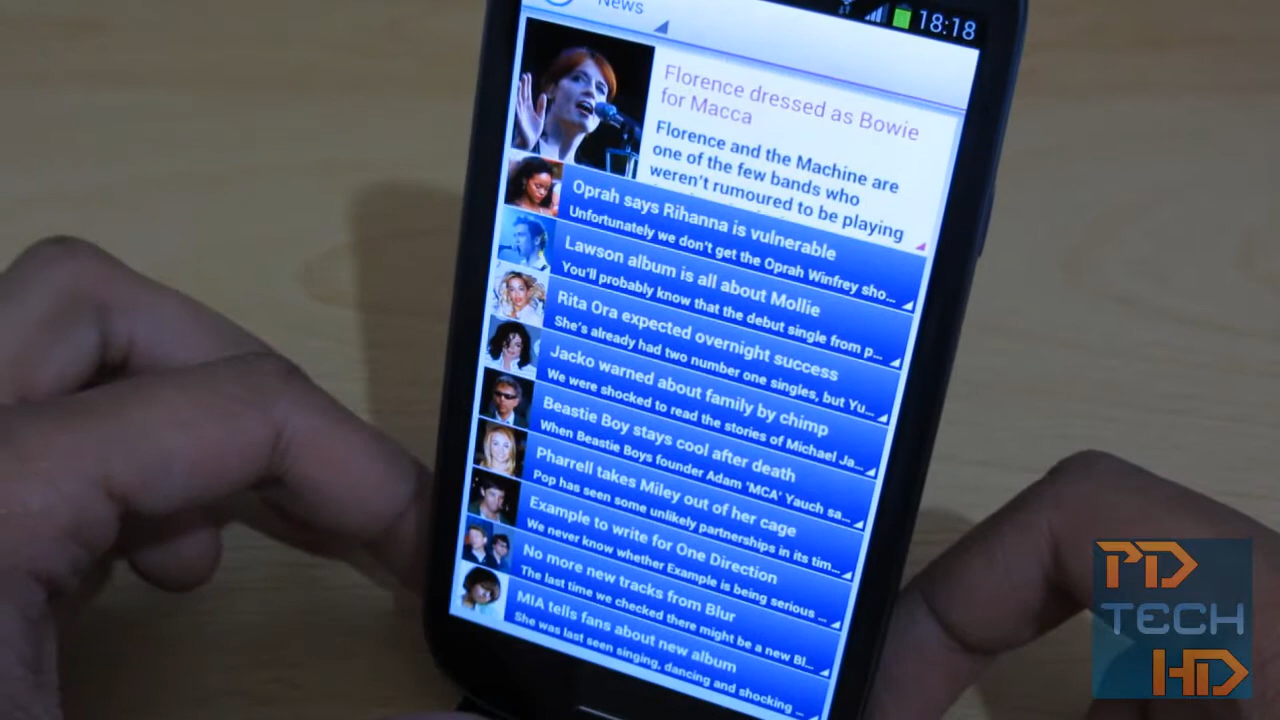 News
18:18
Florence dressed as Bowie
for Macca
Florence and the Machine are
one of the few bands who
weren't rumoured to be playing
Oprah says Rihanna is vulnerable
Unfortunately we don't get the Oprah Winfrey sho...
Lawson album is all about Mollie
You'll probably know that the debut single from p...
Rita Ora expected overnight success
She's already had two number one singles, but Yu...
Jacko warned about family by chimp
We were shocked to read the stories of Michael Ja...
Beastie Boy stays cool after death
When Beastie Boys founder Adam 'MCA' Yauch sa...
Pharrell takes Miley out of her cage
Pop has seen some unlikely partnerships in its tim...
Example to write for One Direction
We never know whether Example is being serious ...
No more new tracks from Blur
The last time we checked there might be a new Bl...
MIA tells fans about new album
She was last seen singing, dancing and shocking ...
PD
TECH
HD